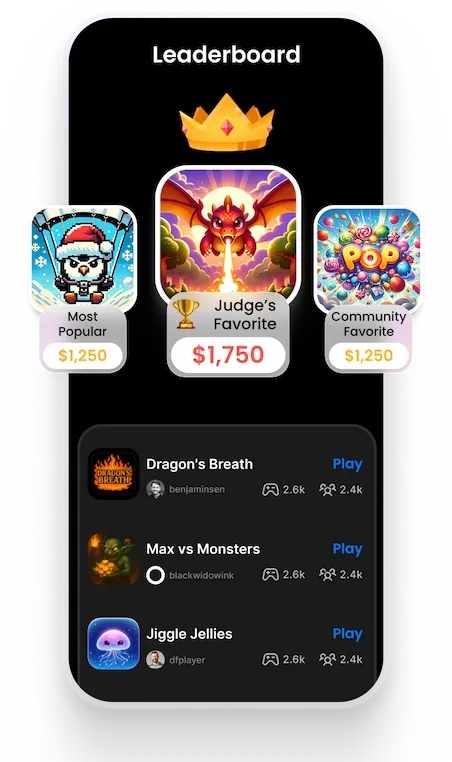 Leaderboard
POP
Most
Popular
$1,250
Judge's
Favorite
$1,750
Community
Favorite
$1,250
DRAGON'S
BREATH
Dragon's Breath
Play
benjaminsen
2.6k
2.4k
Max vs Monsters
Play
blackwidowink
2.6k
2.4k
Jiggle Jellies
Play
dfplayer
2.6k
2.4k